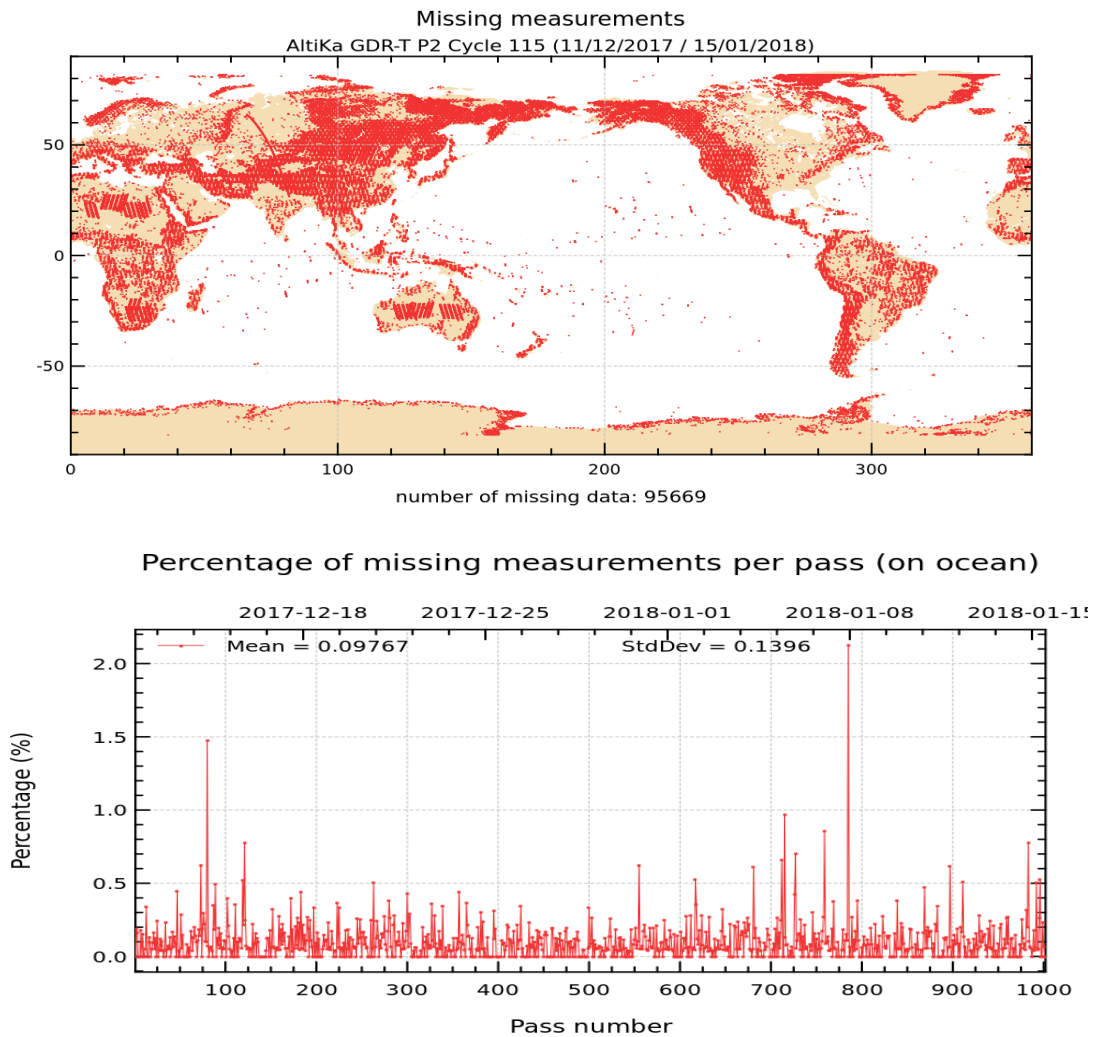 Missing measurements
AltiKa GDR-T P2 Cycle 115 (11/12/2017 / 15/01/2018)
50
0
-50
0 100 200 300
number of missing data: 95669
Percentage of missing measurements per pass (on ocean)
2017-12-18 2017-12-25 2018-01-01 2018-01-08 2018-01-15
Mean = 0.09767 StdDev = 0.1396
2.0
1.5
1.0
0.5
0.0
Percentage (%)
100 200 300 400 500 600 700 800 900 1000
Pass number